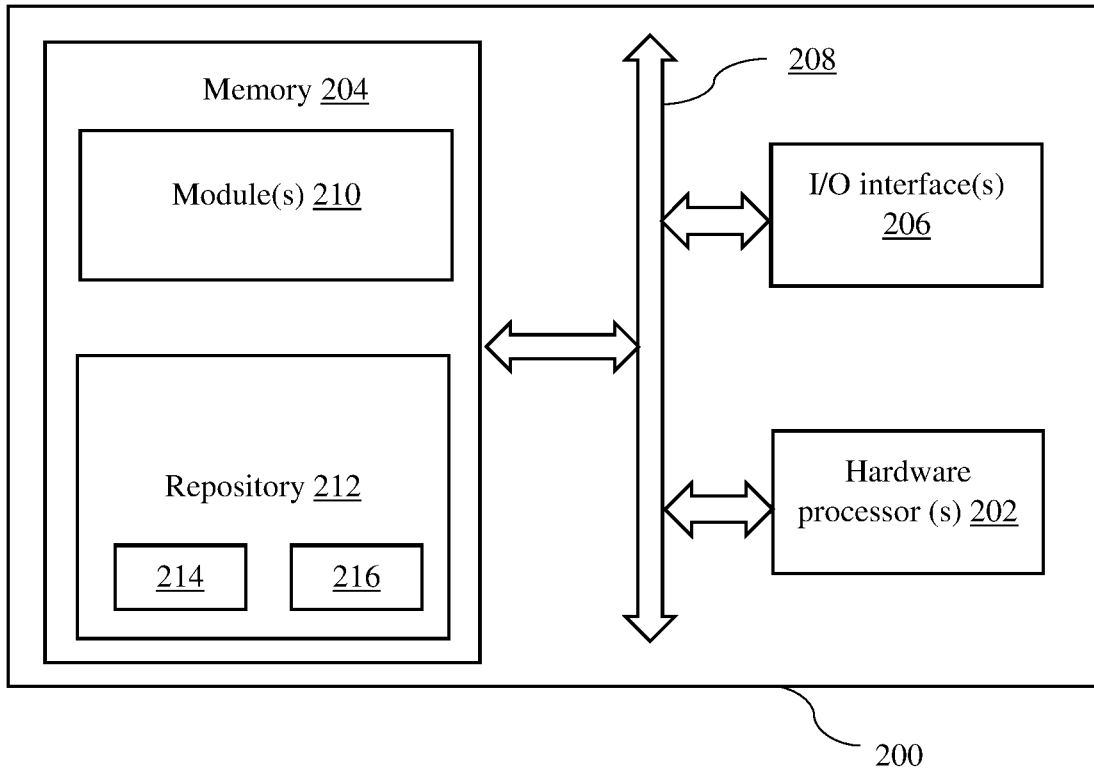 Memory 204
Module(s) 210
Repository 212
214
216
208
I/O interface(s)
206
Hardware
processor (s) 202
200